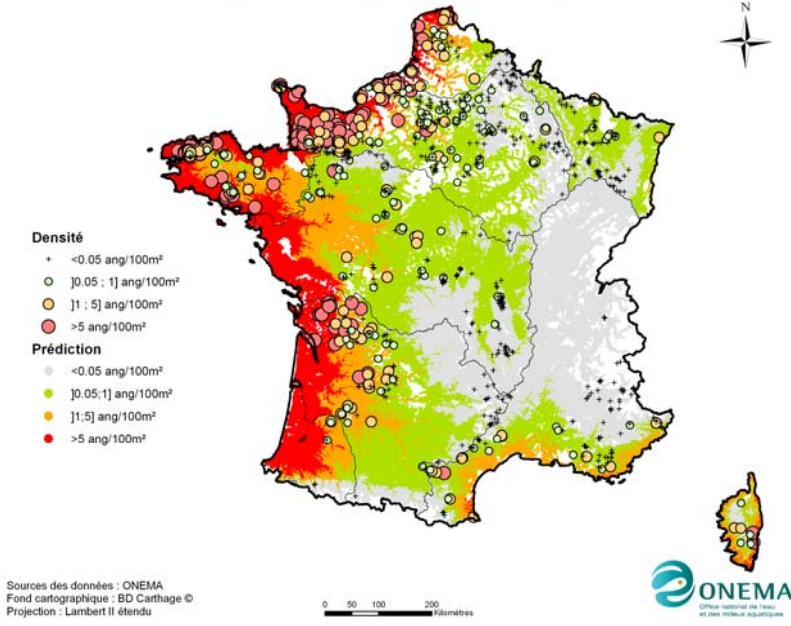 N
Densité
<0.05 ang/100m²
]0.05 ; 1] ang/100m²
]1 ; 5] ang/100m²
>5 ang/100m²
Prédiction
<0.05 ang/100m²
]0.05;1] ang/100m²
]1;5] ang/100m²
>5 ang/100m²
Sources des données : ONEMA
Fond cartographique : BD Carthage ©
Projection : Lambert II étendu
0 50 100 200
Kilomètres
ONEMA
Office national de l'eau
et des milieux aquatiques